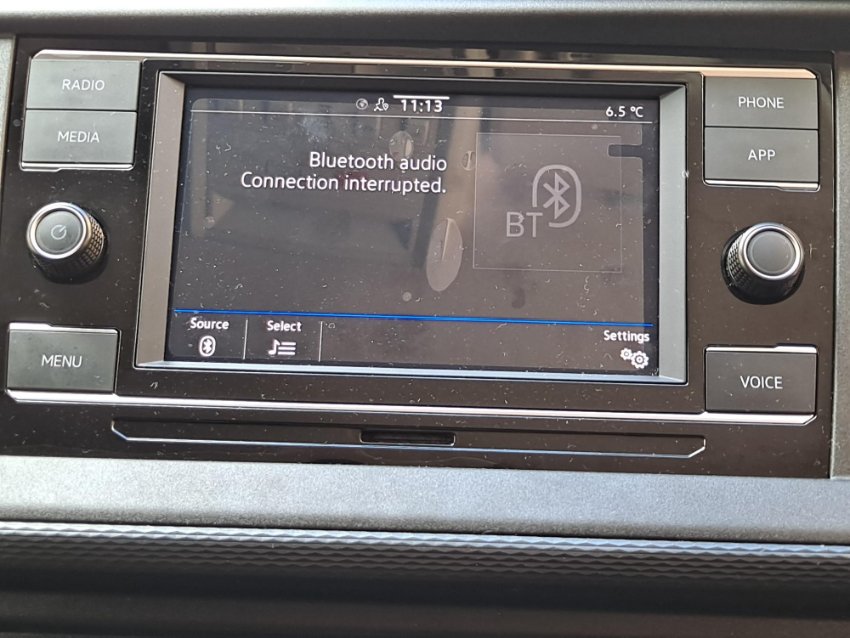 RADIO
MEDIA
MENU
11:13
6.5 °C
Bluetooth audio
Connection interrupted.
BT
Source
Select
Settings
PHONE
APP
VOICE